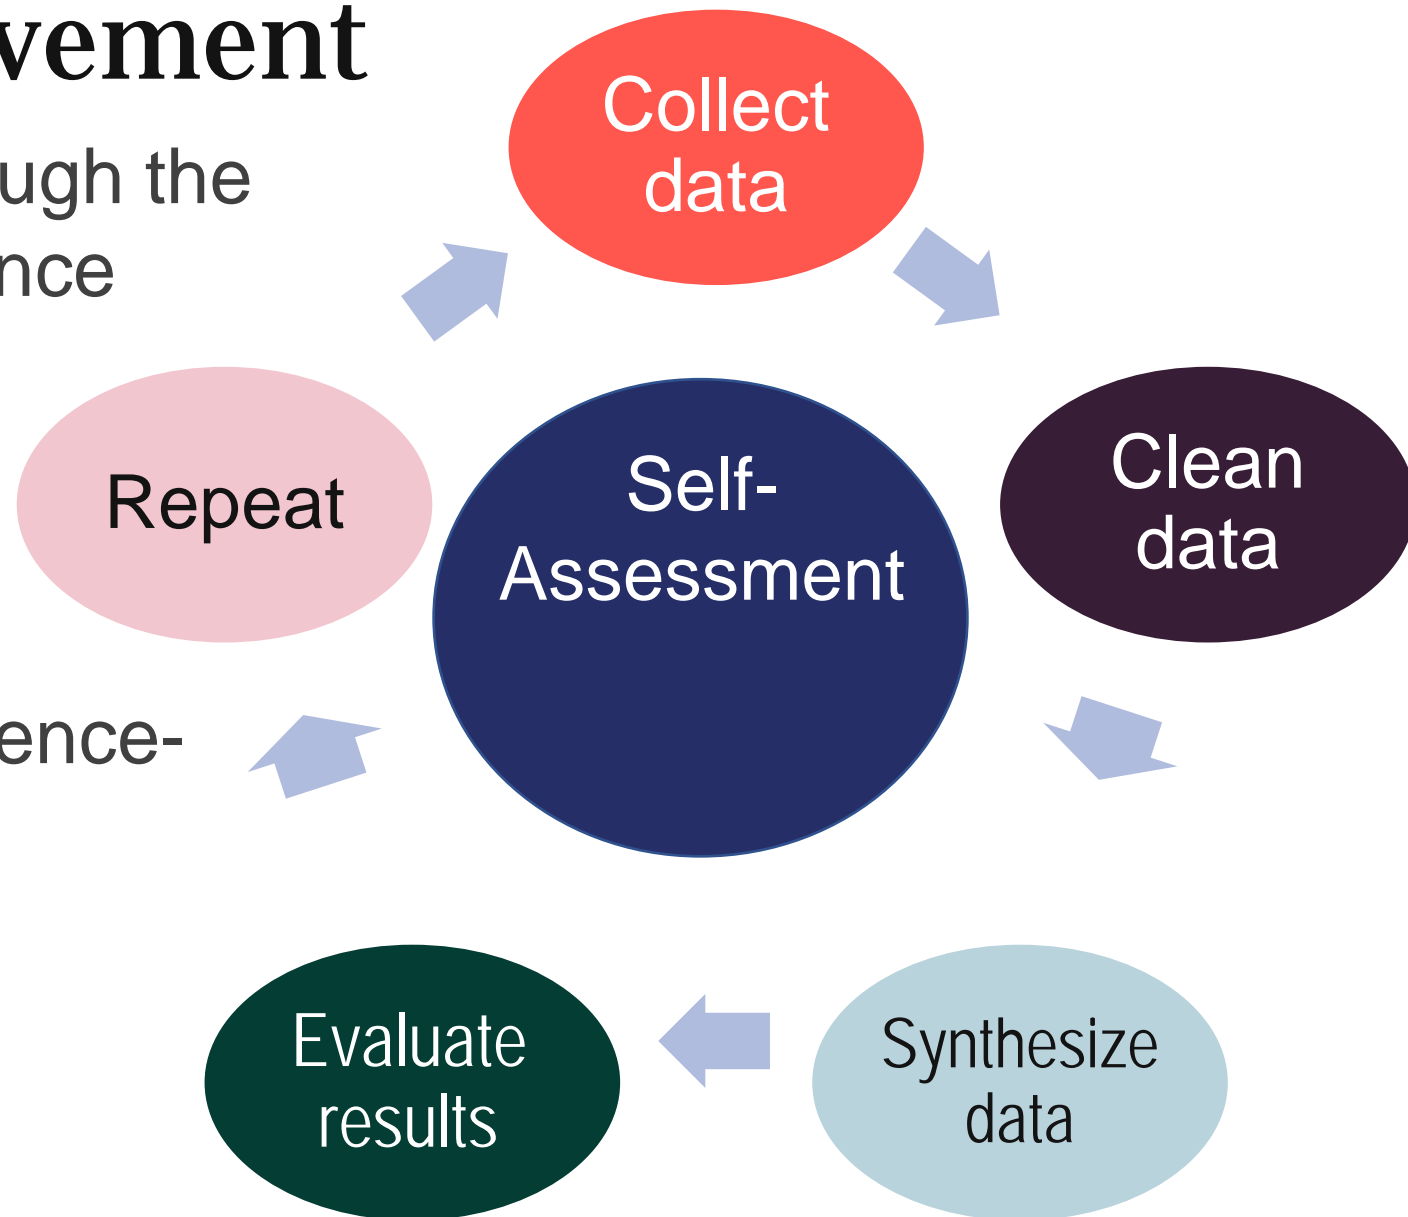 vement
ugh the
nce
ence-
Collect
data
Clean
data
Synthesize
data
Evaluate
results
Repeat
Self-
Assessment